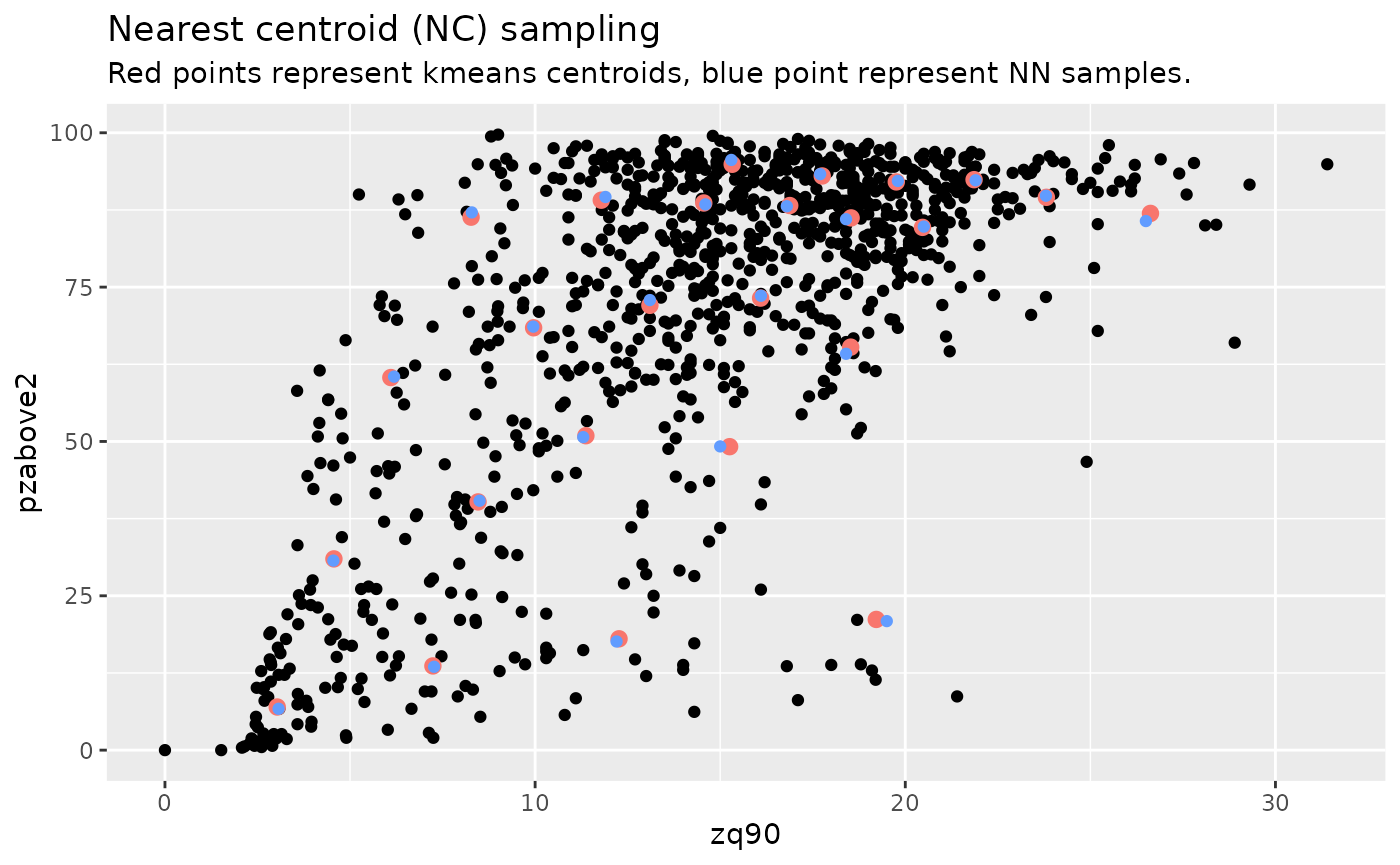 Nearest centroid (NC) sampling
Red points represent kmeans centroids, blue point represent NN samples.
100
75
50
25
0
pzabove2
0 10 20 30
zq90